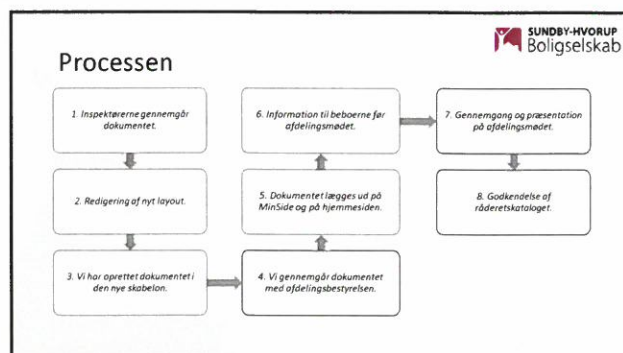 SUNDBY-HVORUP
Boligselskab
Processen
1. Inspektørerne gennemgår
dokumentet.
2. Redigering af nyt layout.
3. Vi har oprettet dokumentet i
den nye skabelon.
4. Vi gennemgår dokumentet
med afdelingsbestyrelsen.
5. Dokumentet lægges ud på
MinSide og på hjemmesiden.
6. Information til beboerne før
afdelingsmødet.
7. Gennemgang og præsentation
på afdelingsmødet.
8. Godkendelse af
råderetskataloget.